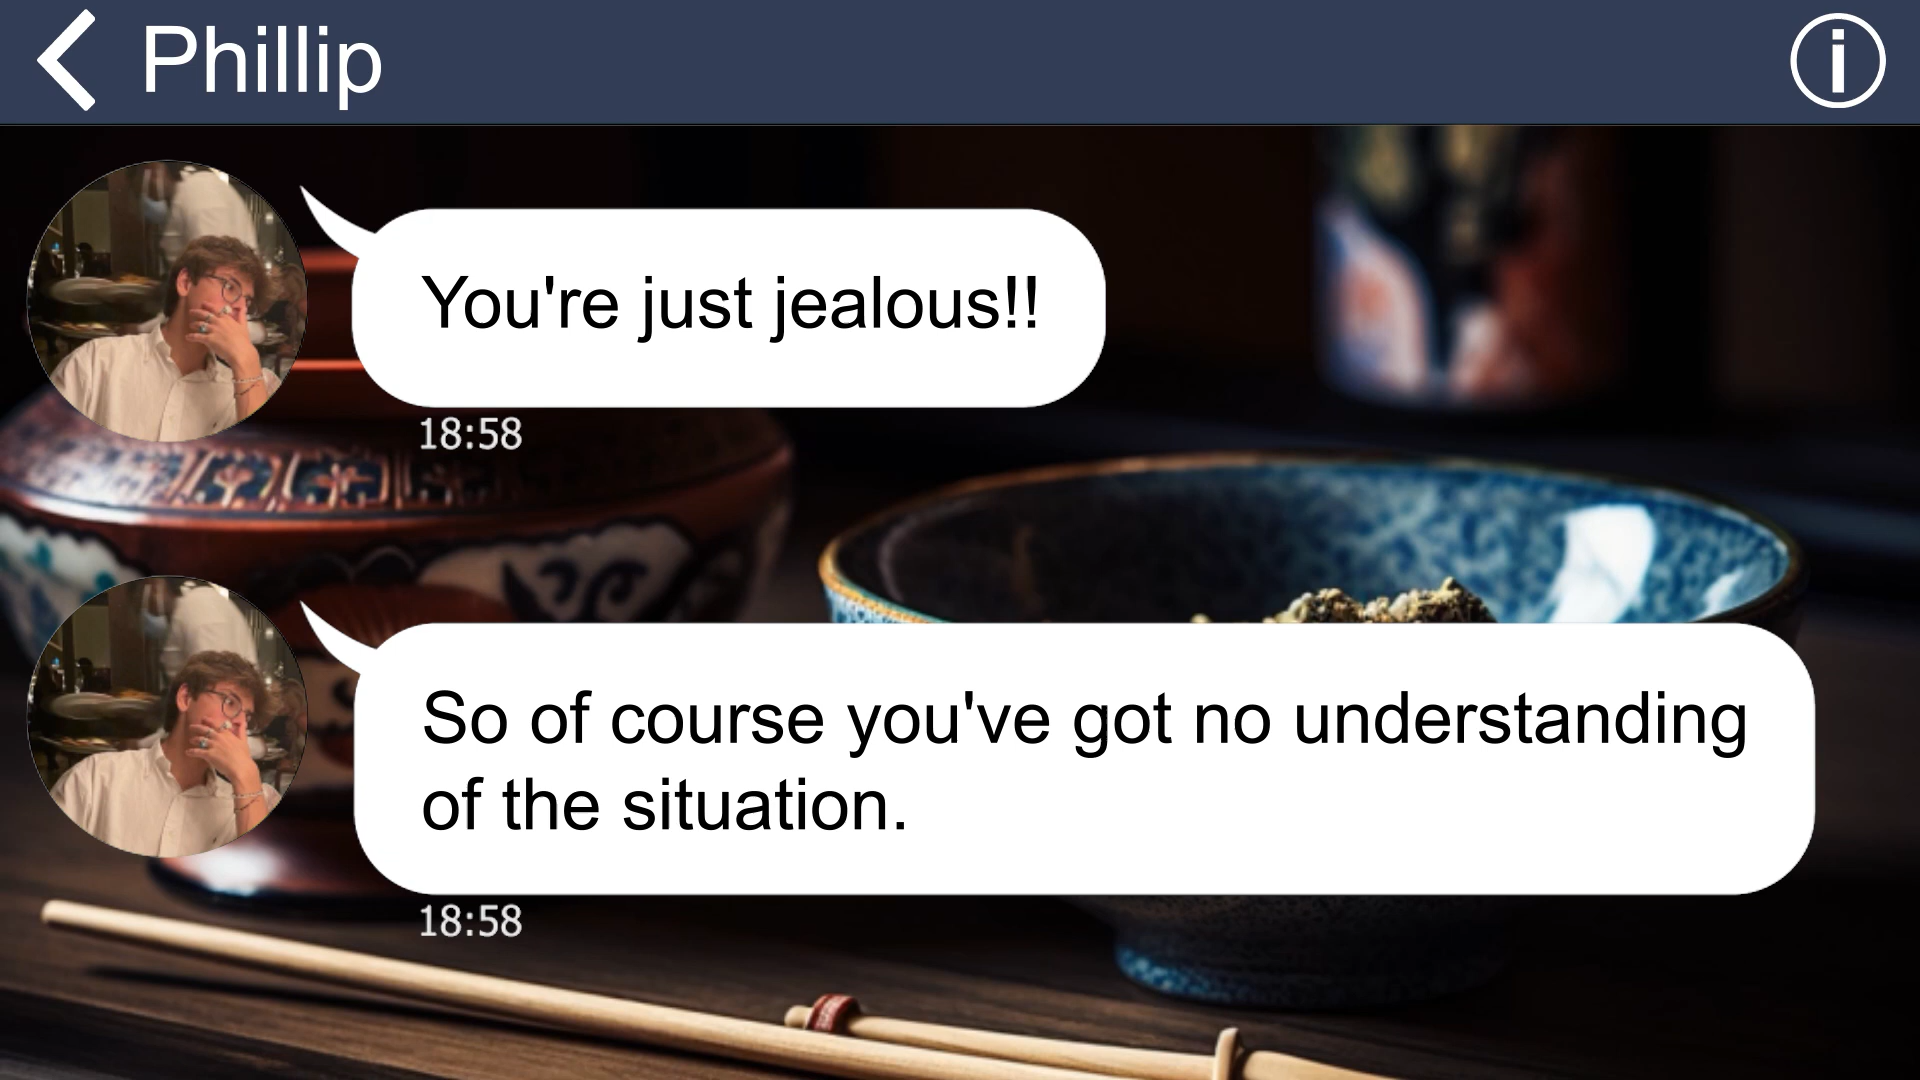 Phillip
You're just jealous!!
18:58
So of course you've got no understanding
of the situation.
18:58